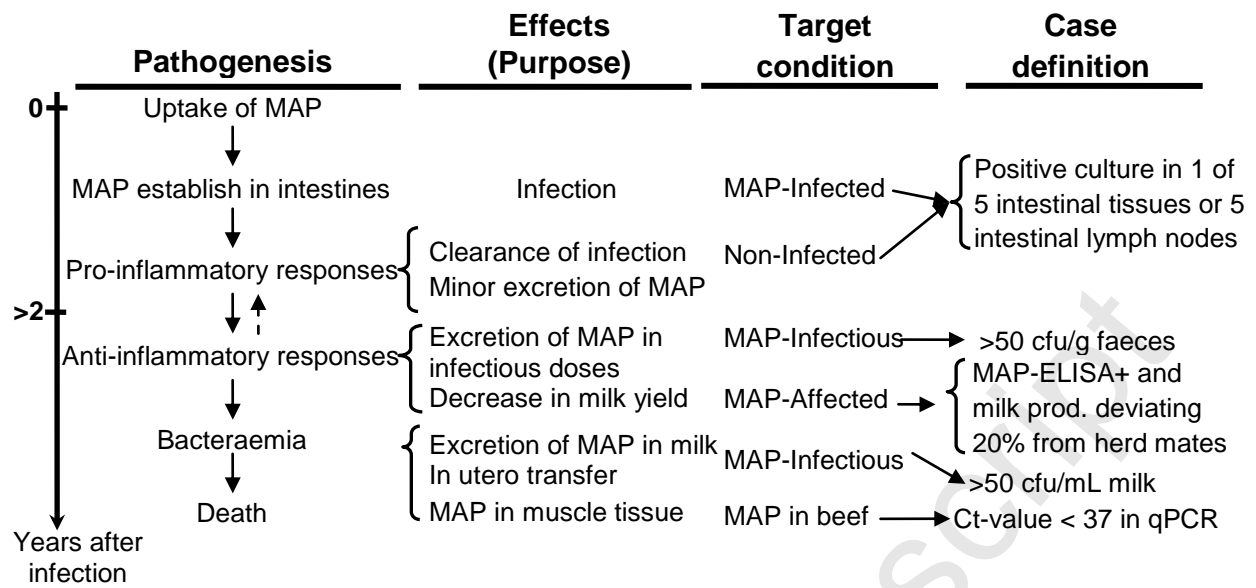 Pathogenesis
Effects
(Purpose)
Target
condition
Case
definition
0
Uptake of MAP
MAP establish in intestines
Infection
MAP-Infected
Positive culture in 1 of
5 intestinal tissues or 5
intestinal lymph nodes
Non-Infected
Pro-inflammatory responses
Clearance of infection
Minor excretion of MAP
>2
Anti-inflammatory responses
Excretion of MAP in
infectious doses
Decrease in milk yield
MAP-Infectious
>50 cfu/g faeces
MAP-Affected
MAP-ELISA+ and
milk prod. deviating
20% from herd mates
Bacteraemia
Excretion of MAP in milk
In utero transfer
MAP-Infectious
>50 cfu/mL milk
Death
MAP in muscle tissue
MAP in beef
Ct-value < 37 in qPCR
Years after
infection
script